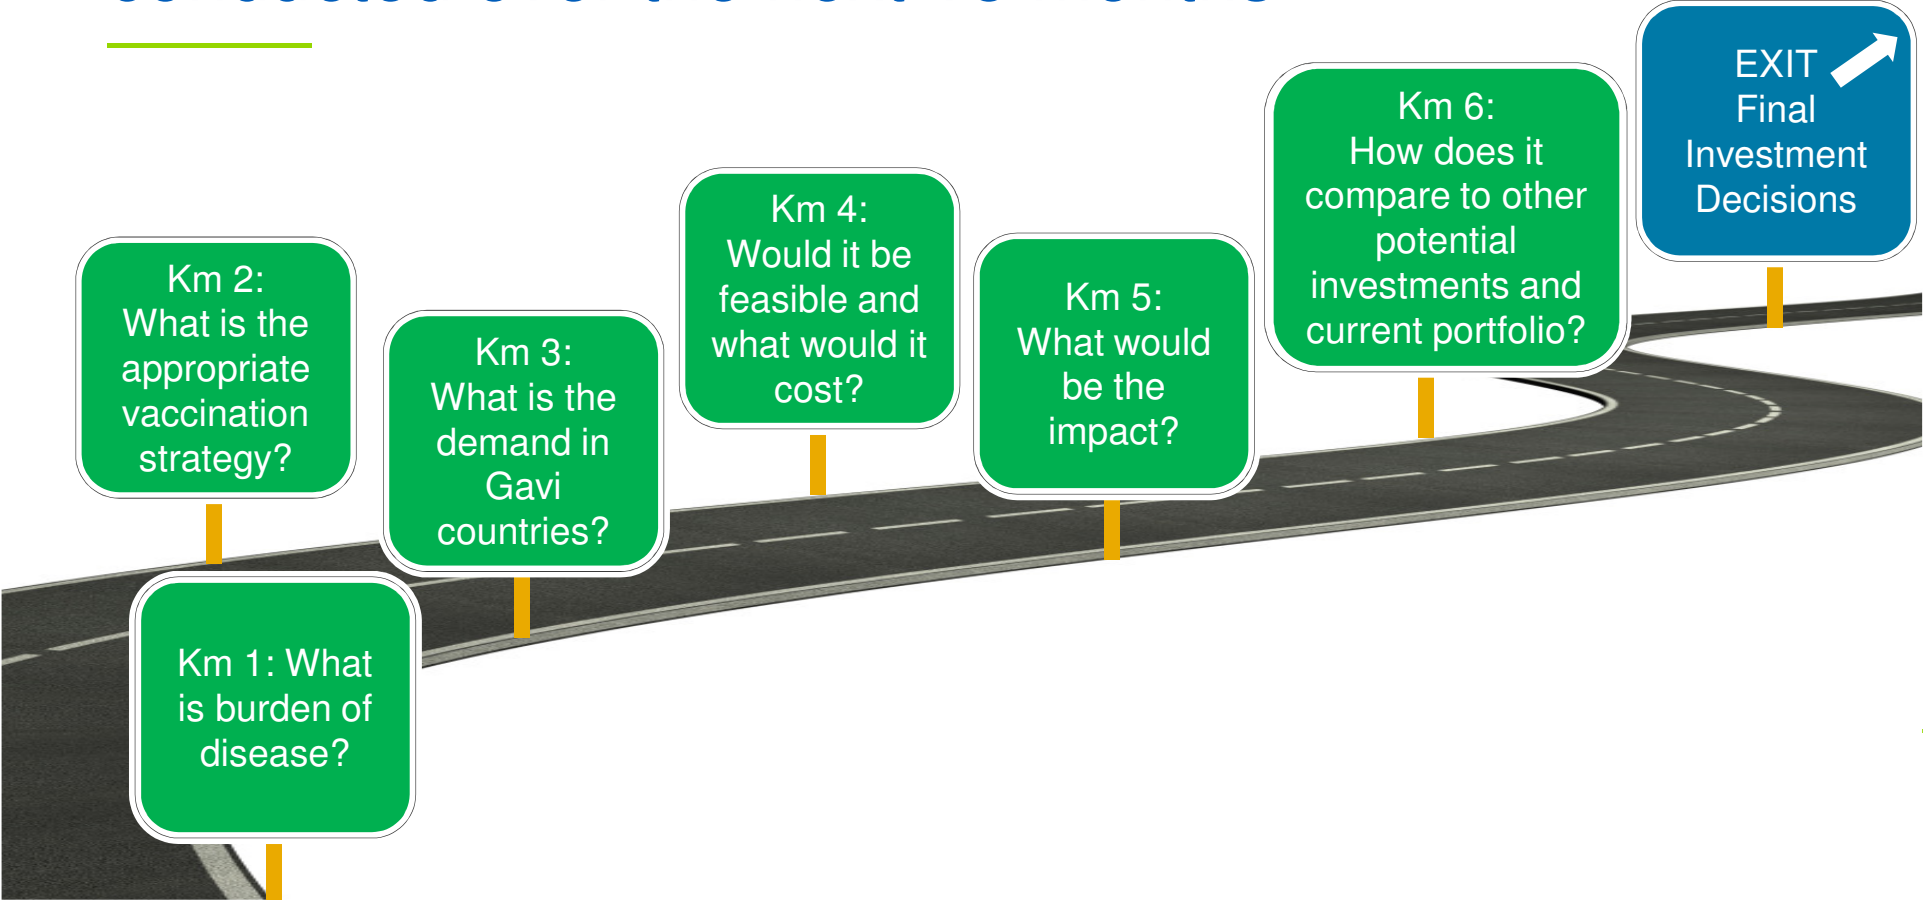 Km 1: What
is burden of
disease?
Km 2:
What is the
appropriate
vaccination
strategy?
Km 3:
What is the
demand in
Gavi
countries?
Km 4:
Would it be
feasible and
what would it
cost?
Km 5:
What would
be the
impact?
Km 6:
How does it
compare to other
potential
investments and
current portfolio?
EXIT
Final
Investment
Decisions